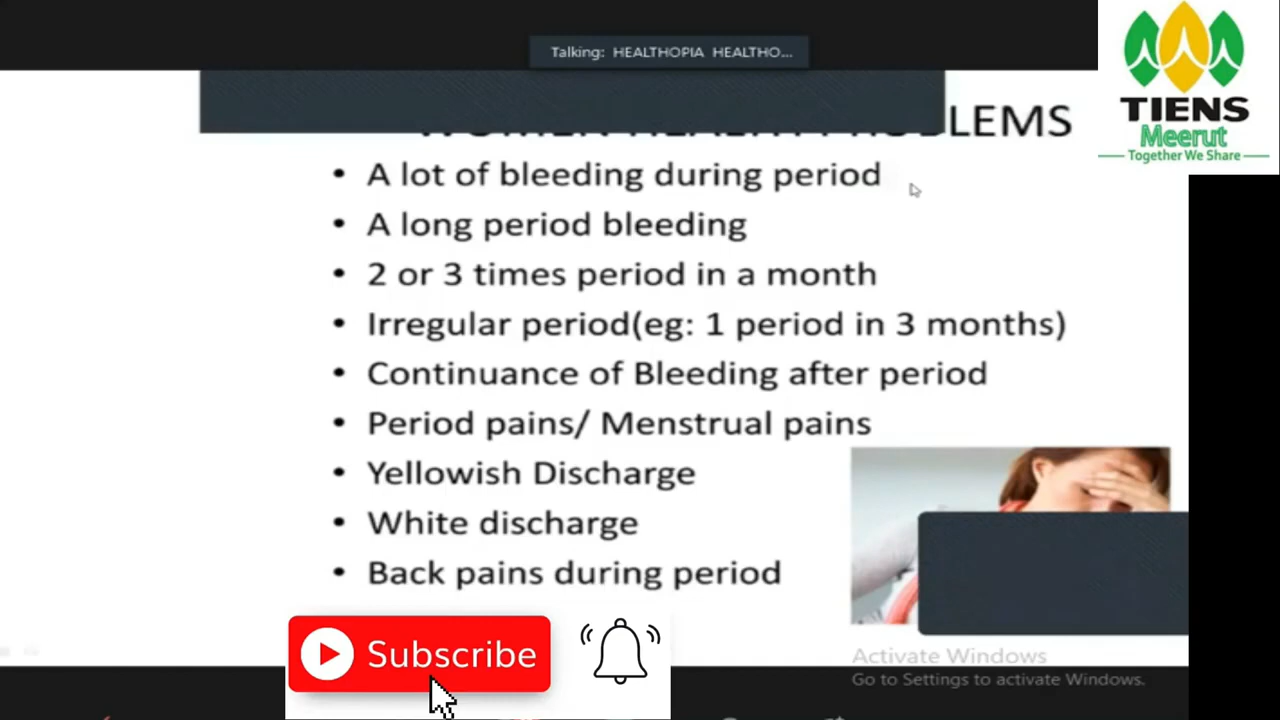 Talking: HEALTHOPIA HEALTHO...
TIENS
Meerut
Together We Share
WOMEN HEALTH PROBLEMS
• A lot of bleeding during period
• A long period bleeding
• 2 or 3 times period in a month
• Irregular period(eg: 1 period in 3 months)
• Continuance of Bleeding after period
• Period pains/ Menstrual pains
• Yellowish Discharge
• White discharge
• Back pains during period
Subscribe
Activate Windows
Go to Settings to activate Windows.